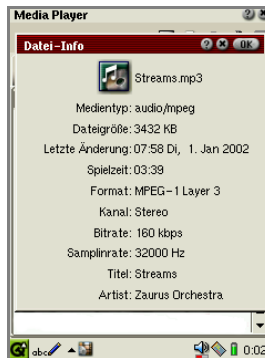 Media Player
Datei-Info
OK
Streams.mp3
Medientyp: audio/mpeg
Dateigröße: 3432 KB
Letzte Änderung: 07:58 Di, 1. Jan 2002
Spielzeit: 03:39
Format: MPEG-1 Layer 3
Kanal: Stereo
Bitrate: 160 kbps
Samplinrate: 32000 Hz
Titel: Streams
Artist: Zaurus Orchestra
abc
0:02